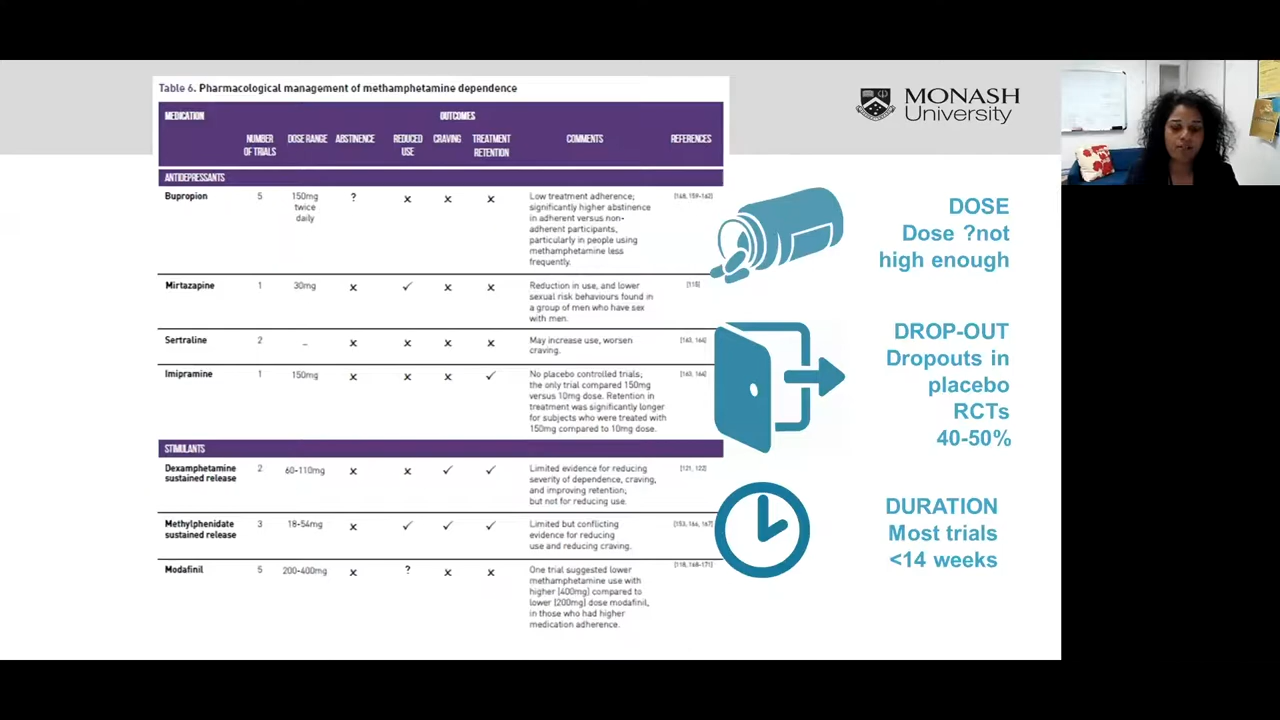 Table 6. Pharmacological management of methamphetamine dependence
MEDICATION
OUTCOMES
NUMBER OF TRIALS
DOSE RANGE
ABSTINENCE
REDUCED USE
CRAVING
TREATMENT RETENTION
COMMENTS
REFERENCES
ANTIDEPRESSANTS
Bupropion 5 150mg ? x x x Low treatment adherence;
twice significantly higher abstinence
daily in adherent versus non-
adherent participants,
particularly in people using
methamphetamine less
frequently.
Mirtazapine 1 30mg x ✓ x x Reduction in use, and lower [115]
sexual risk behaviours found in
a group of men who have sex
with men.
Sertraline 2 – x x x x May increase use, worsen [163, 164]
craving.
Imipramine 1 150mg x x x ✓ No placebo controlled trials; [163, 164]
the only trial compared 150mg
versus 10mg dose. Retention in
treatment was significantly longer
for subjects who were treated with
150mg compared to 10mg dose.
STIMULANTS
Dexamphetamine 2 60-110mg x x ✓ ✓ Limited evidence for reducing [121, 122]
sustained release severity of dependence, craving,
and improving retention;
but not for reducing use.
Methylphenidate 3 18-54mg x ✓ ✓ ✓ Limited but conflicting
sustained release evidence for reducing
use and reducing craving.
Modafinil 5 200-400mg x ? x x One trial suggested lower
methamphetamine use with
higher (400mg) compared to
lower (200mg) dose modafinil,
in those who had higher
medication adherence.
MONASH
University
DOSE
Dose ?not
high enough
DROP-OUT
Dropouts in
placebo
RCTs
40-50%
DURATION
Most trials
<14 weeks